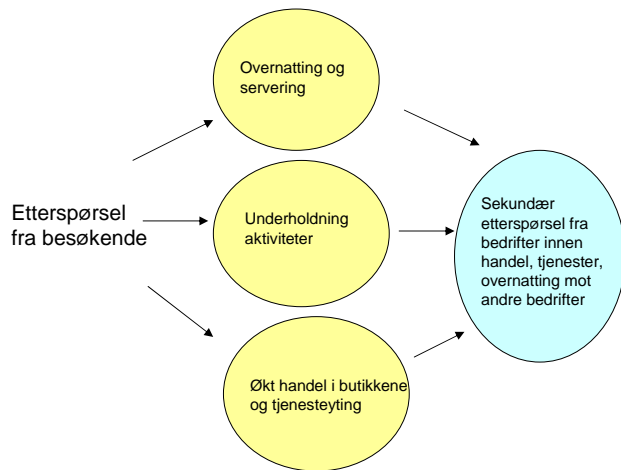 Etterspørsel
fra besøkende
Overnatting og
servering
Underholdning
aktiviteter
Økt handel i butikkene
og tjenesteyting
Sekundær
etterspørsel fra
bedrifter innen
handel, tjenester,
overnatting mot
andre bedrifter